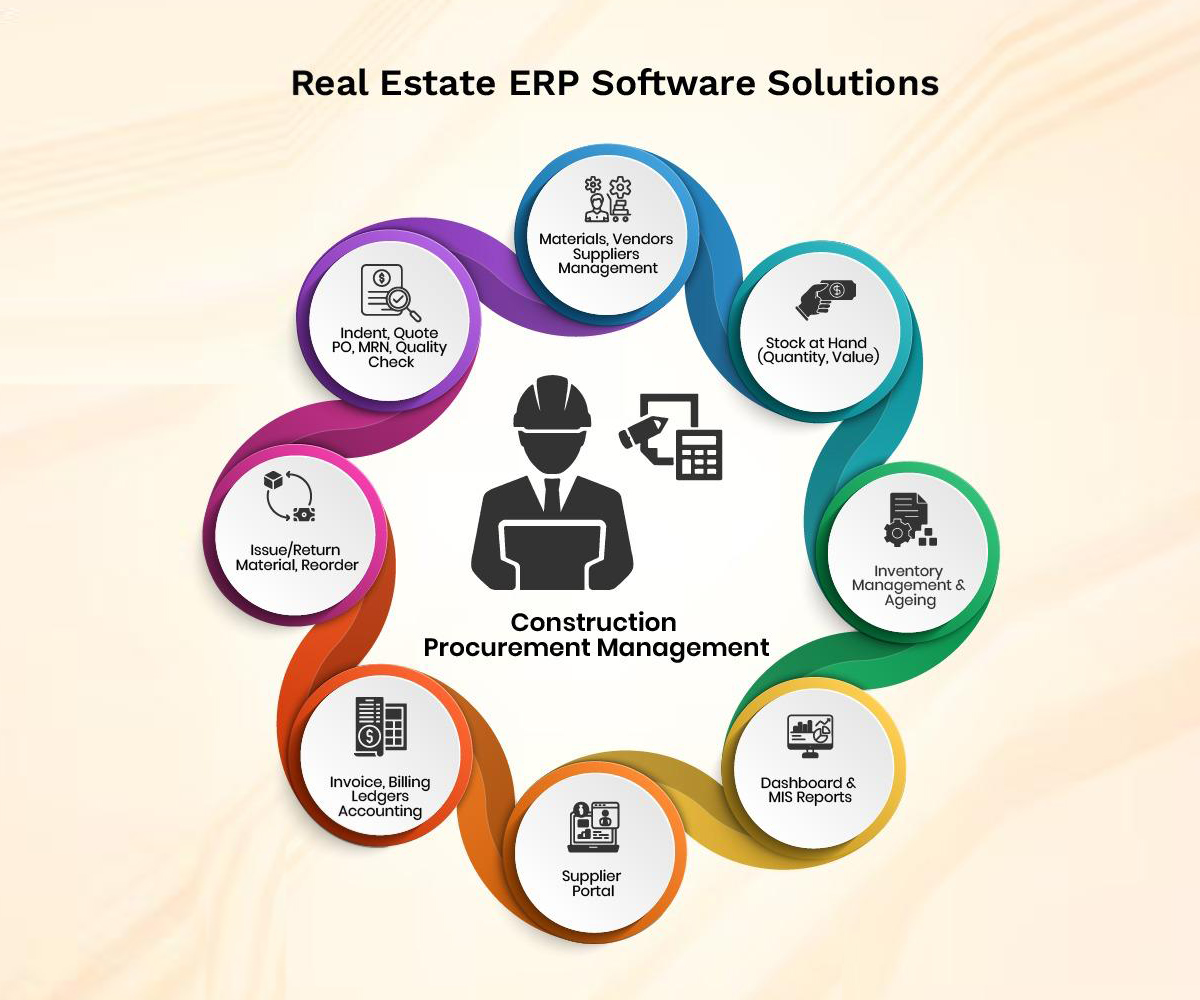 Real Estate ERP Software Solutions
Materials, Vendors
Suppliers
Management
Stock at Hand
(Quantity, Value)
Inventory
Management &
Ageing
Dashboard &
MIS Reports
Supplier
Portal
Invoice, Billing
Ledgers
Accounting
Issue/Return
Material, Reorder
Indent, Quote
PO, MRN, Quality
Check
Construction
Procurement Management